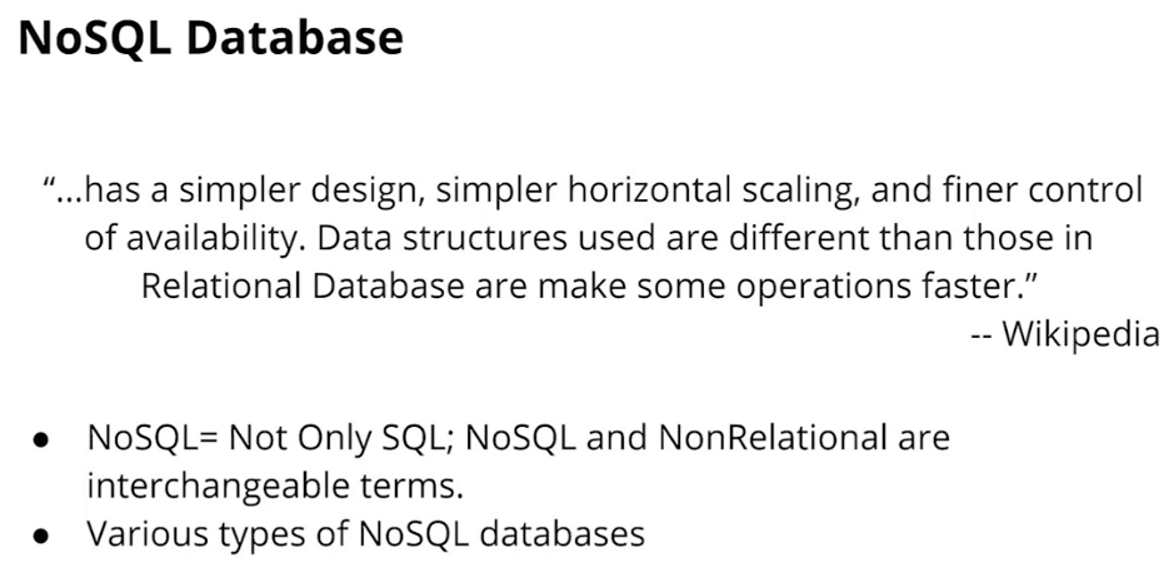 NoSQL Database
“...has a simpler design, simpler horizontal scaling, and finer control
of availability. Data structures used are different than those in
Relational Database are make some operations faster.”
-- Wikipedia
● NoSQL= Not Only SQL; NoSQL and NonRelational are
interchangeable terms.
● Various types of NoSQL databases